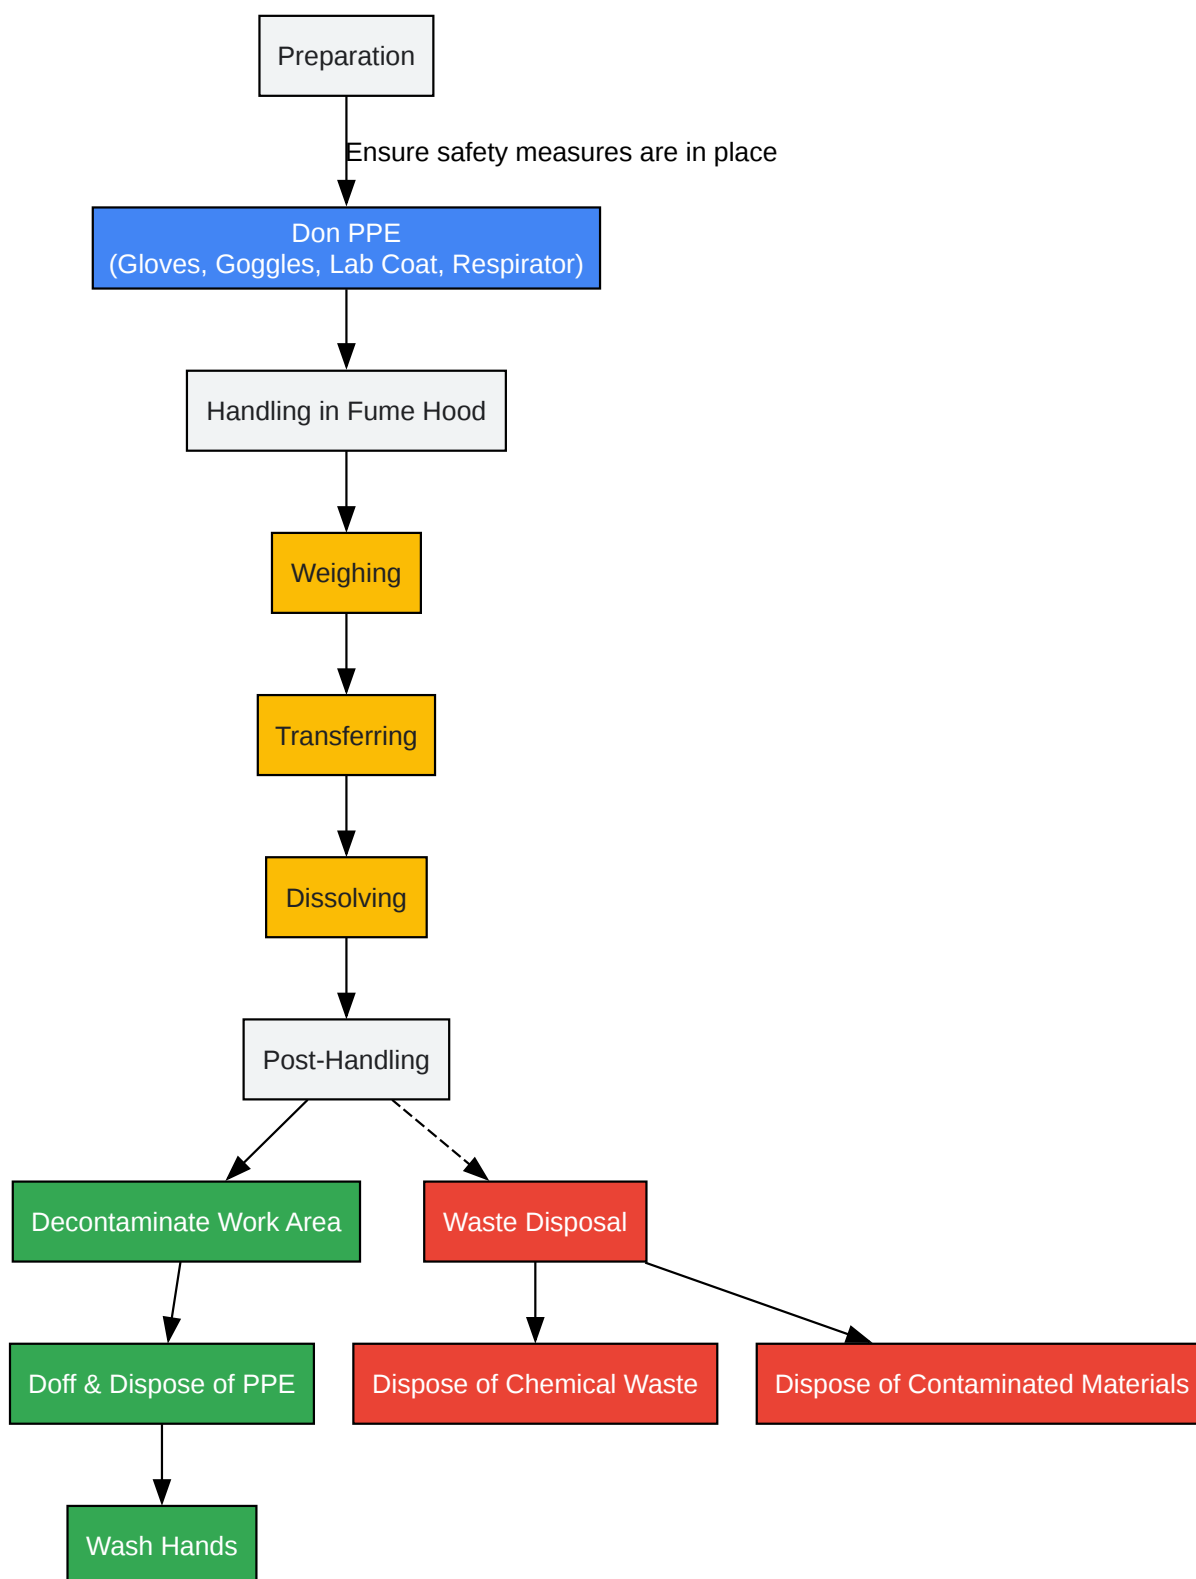 Preparation
Ensure safety measures are in place
Don PPE
(Gloves, Goggles, Lab Coat, Respirator)
Handling in Fume Hood
Weighing
Transferring
Dissolving
Post-Handling
Decontaminate Work Area
Waste Disposal
Doff & Dispose of PPE
Dispose of Chemical Waste
Dispose of Contaminated Materials
Wash Hands